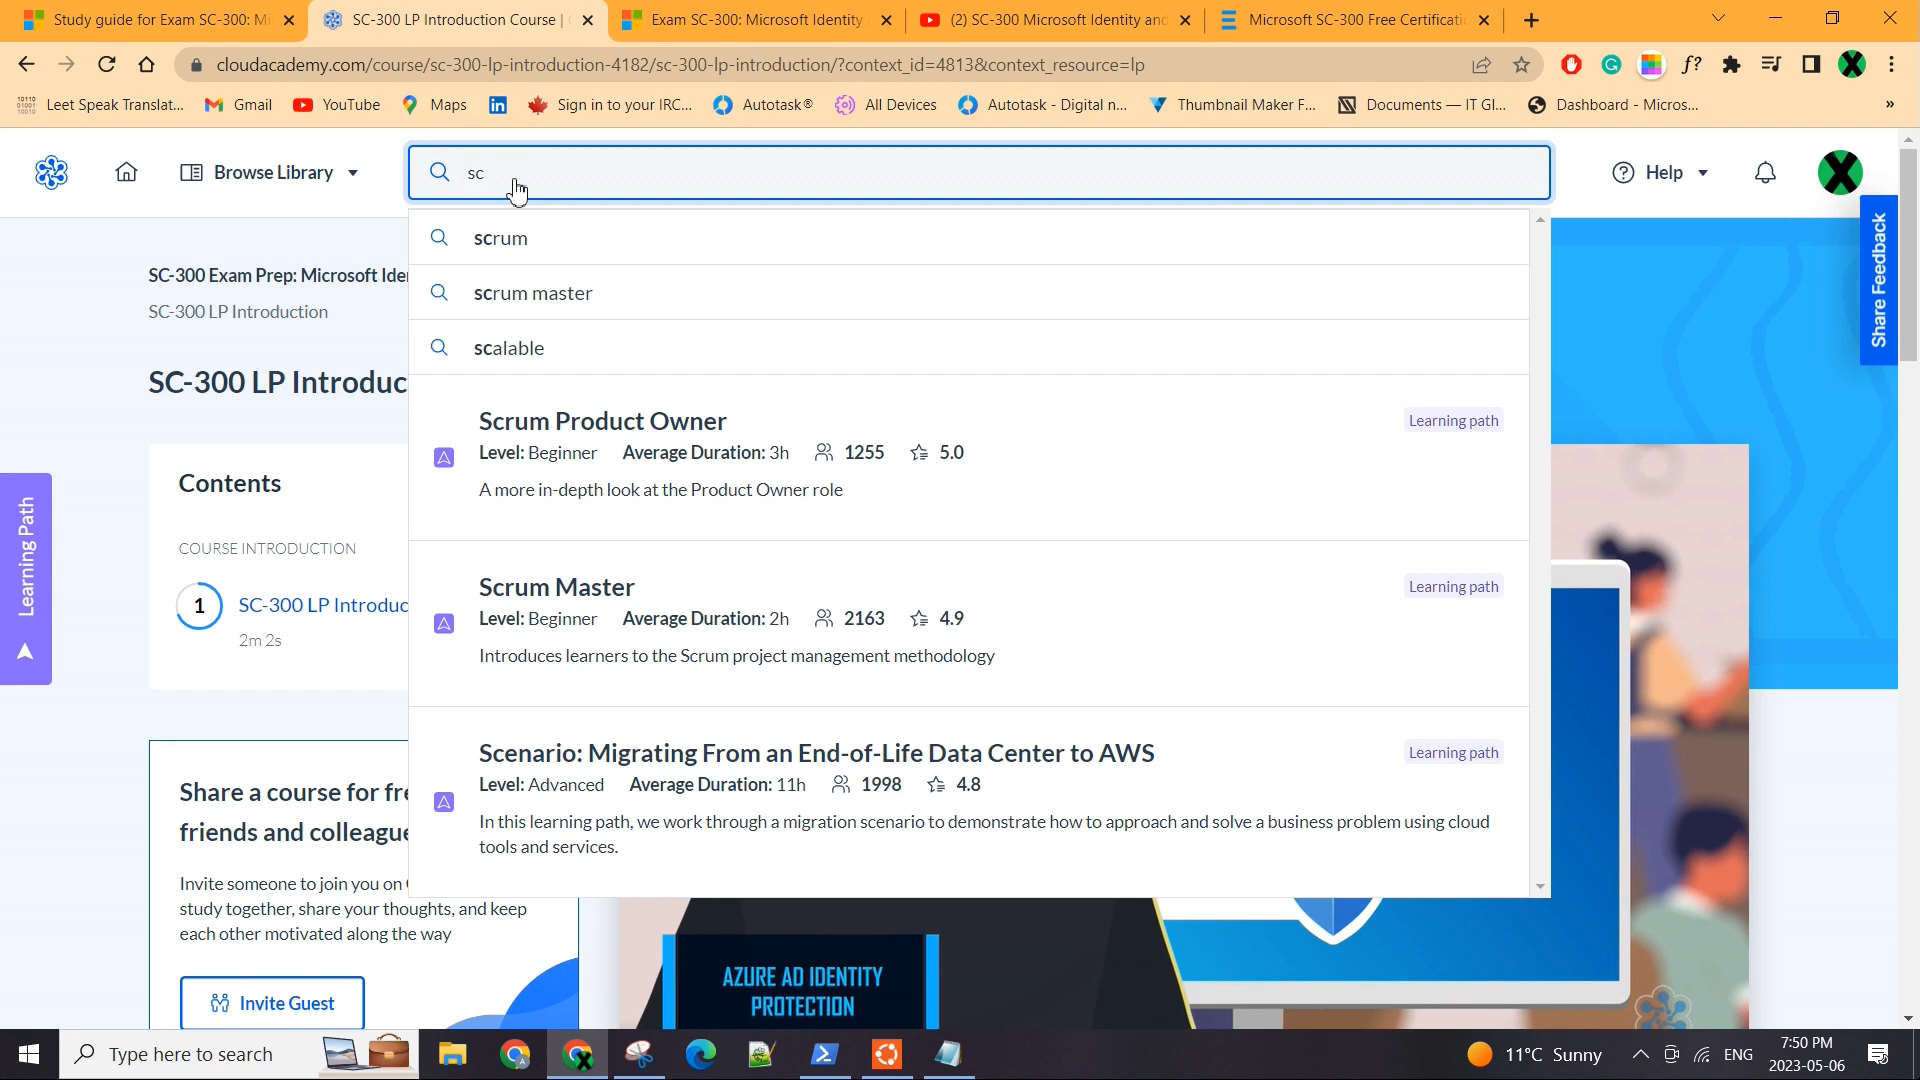 Study guide for Exam SC-300: Mi
SC-300 LP Introduction Course |
Exam SC-300: Microsoft Identity
(2) SC-300 Microsoft Identity and
Microsoft SC-300 Free Certificati
cloudacademy.com/course/sc-300-lp-introduction-4182/sc-300-lp-introduction/?context_id=4813&context_resource=lp
f?
Leet Speak Translat...
Gmail
YouTube
Maps
Sign in to your IRC...
Autotask®
All Devices
Autotask - Digital n...
Thumbnail Maker F...
Documents — IT Gl...
Dashboard - Micros...
»
Browse Library
sc
Help
Share Feedback
SC-300 Exam Prep: Microsoft Ide
SC-300 LP Introduction
SC-300 LP Introduc
Contents
COURSE INTRODUCTION
1
SC-300 LP Introduc
2m 2s
Learning Path
scrum
scrum master
scalable
Scrum Product Owner
Learning path
Level: Beginner Average Duration: 3h 1255 5.0
A more in-depth look at the Product Owner role
Scrum Master
Learning path
Level: Beginner Average Duration: 2h 2163 4.9
Introduces learners to the Scrum project management methodology
Scenario: Migrating From an End-of-Life Data Center to AWS
Learning path
Level: Advanced Average Duration: 11h 1998 4.8
In this learning path, we work through a migration scenario to demonstrate how to approach and solve a business problem using cloud
tools and services.
Share a course for fre
friends and colleague
Invite someone to join you on
study together, share your thoughts, and keep
each other motivated along the way
Invite Guest
AZURE AD IDENTITY
PROTECTION
Type here to search
11°C Sunny
ENG
7:50 PM
2023-05-06